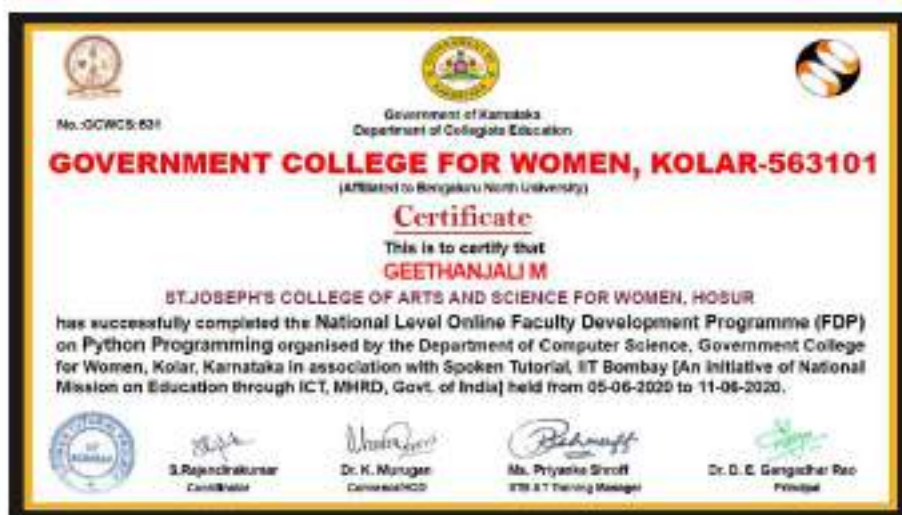 No.:GCWCS:631
Government of Karnataka
Department of Collegiate Education
GOVERNMENT COLLEGE FOR WOMEN, KOLAR-563101
(Affiliated to Bengaluru North University)
Certificate
This is to certify that
GEETHANJALI M
ST.JOSEPH'S COLLEGE OF ARTS AND SCIENCE FOR WOMEN, HOSUR
has successfully completed the National Level Online Faculty Development Programme (FDP)
on Python Programming organised by the Department of Computer Science, Government College
for Women, Kolar, Karnataka in association with Spoken Tutorial, IIT Bombay [An Initiative of National
Mission on Education through ICT, MHRD, Govt. of India] held from 05-06-2020 to 11-06-2020.
S.Rajendrakumar
Coordinator
Dr. K. Murugan
Convenor/HOD
Ms. Priyanka Shroff
Training Manager
Dr. D. E. Gangadhar Rao
Principal